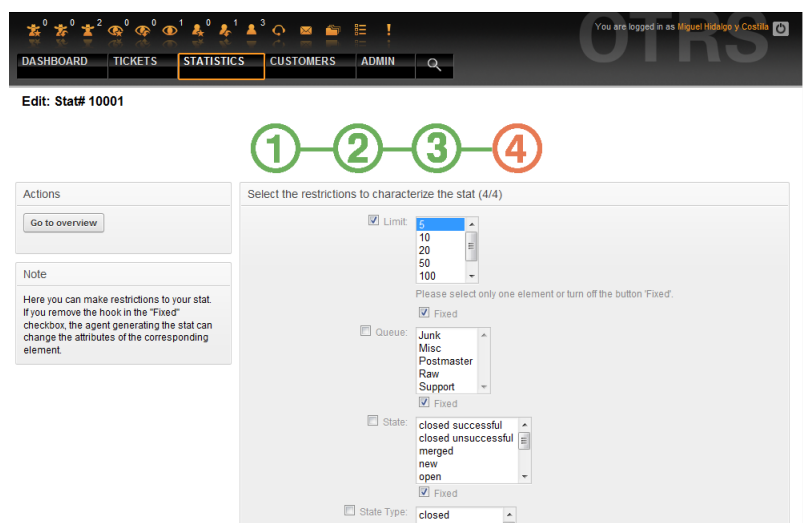 0 0 2 0 0 1 0 1 3
You are logged in as Miguel Hidalgo y Costilla
OTRS
DASHBOARD TICKETS STATISTICS CUSTOMERS ADMIN
Edit: Stat# 10001
1 2 3 4
Actions
Go to overview
Note
Here you can make restrictions to your stat.
If you remove the hook in the "Fixed"
checkbox, the agent generating the stat can
change the attributes of the corresponding
element.
Select the restrictions to characterize the stat (4/4)
Limit:
5
10
20
50
100
Please select only one element or turn off the button 'Fixed'.
Fixed
Queue:
Junk
Misc
Postmaster
Raw
Support
Fixed
State:
closed successful
closed unsuccessful
merged
new
open
Fixed
State Type:
closed